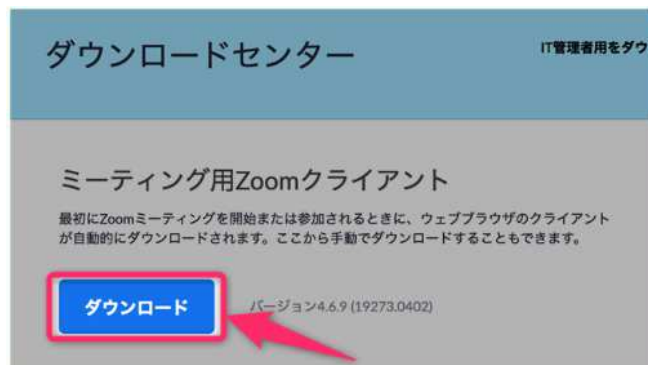 ダウンロードセンター
IT管理者用をダウ
ミーティング用Zoomクライアント
最初にZoomミーティングを開始または参加されるときに、ウェブブラウザのクライアント
が自動的にダウンロードされます。ここから手動でダウンロードすることもできます。
ダウンロード
バージョン4.6.9 (19273.0402)